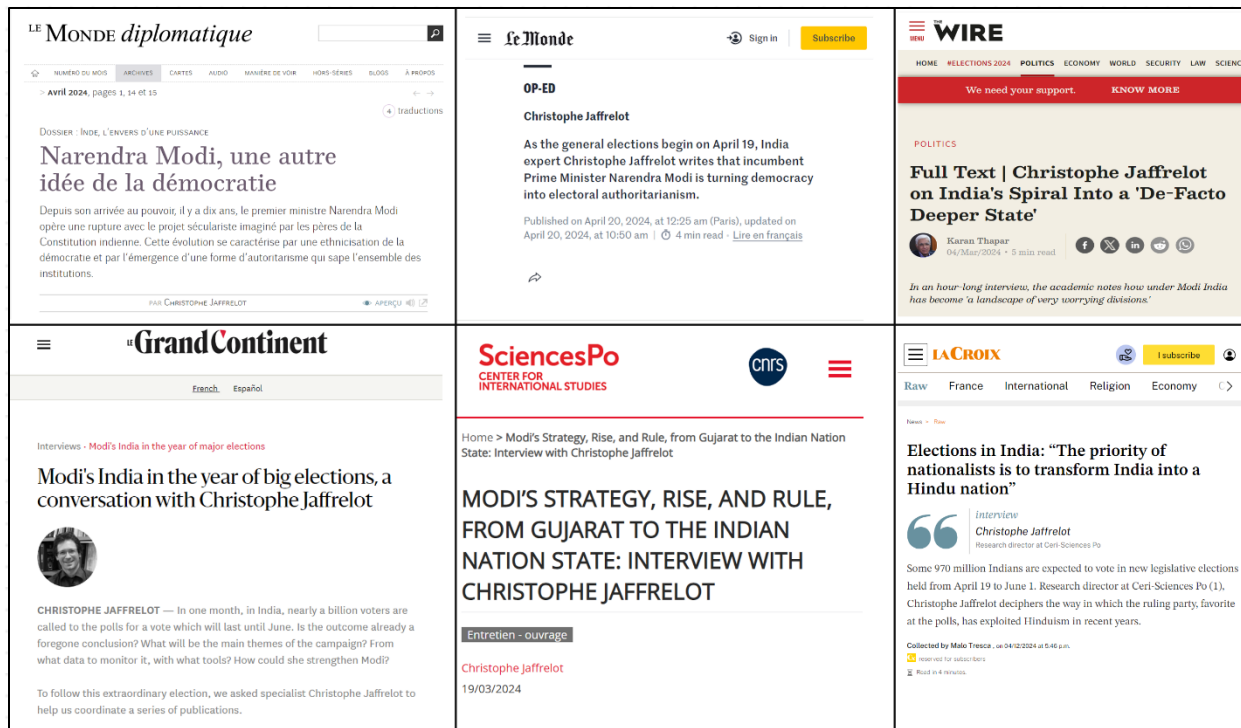 LE MONDE diplomatique
NUMÉRO DU MOIS ARCHIVES CARTES AUDIO MANIÈRE DE VOIR HORS-SÉRIES BLOGS À PROPOS
> Avril 2024, pages 1, 14 et 15
4 traductions
DOSSIER : INDE, L'ENVERS D'UNE PUISSANCE
Narendra Modi, une autre
idée de la démocratie
Depuis son arrivée au pouvoir, il y a dix ans, le premier ministre Narendra Modi
opère une rupture avec le projet séculariste imaginé par les pères de la
Constitution indienne. Cette évolution se caractérise par une ethnicisation de la
démocratie et par l'émergence d'une forme d'autoritarisme qui sape l'ensemble des
institutions.
PAR CHRISTOPHE JAFFRELOT
APERÇU
Le Monde
Sign in
Subscribe
OP-ED
Christophe Jaffrelot
As the general elections begin on April 19, India
expert Christophe Jaffrelot writes that incumbent
Prime Minister Narendra Modi is turning democracy
into electoral authoritarianism.
Published on April 20, 2024, at 12:25 am (Paris), updated on
April 20, 2024, at 10:50 am | 4 min read · Lire en français
MENU
THE WIRE
HOME #ELECTIONS 2024 POLITICS ECONOMY WORLD SECURITY LAW SCIENC
We need your support. KNOW MORE
POLITICS
Full Text | Christophe Jaffrelot
on India's Spiral Into a 'De-Facto
Deeper State'
Karan Thapar
04/Mar/2024 • 5 min read
In an hour-long interview, the academic notes how under Modi India
has become 'a landscape of very worrying divisions.'
LE Grand Continent
French Español
Interviews · Modi's India in the year of major elections
Modi's India in the year of big elections, a
conversation with Christophe Jaffrelot
CHRISTOPHE JAFFRELOT — In one month, in India, nearly a billion voters are
called to the polls for a vote which will last until June. Is the outcome already a
foregone conclusion? What will be the main themes of the campaign? From
what data to monitor it, with what tools? How could she strengthen Modi?
To follow this extraordinary election, we asked specialist Christophe Jaffrelot to
help us coordinate a series of publications.
SciencesPo
CENTER FOR
INTERNATIONAL STUDIES
cnrs
Home > Modi's Strategy, Rise, and Rule, from Gujarat to the Indian Nation
State: Interview with Christophe Jaffrelot
MODI'S STRATEGY, RISE, AND RULE,
FROM GUJARAT TO THE INDIAN
NATION STATE: INTERVIEW WITH
CHRISTOPHE JAFFRELOT
Entretien - ouvrage
Christophe Jaffrelot
19/03/2024
LA CROIX
I subscribe
Raw France International Religion Economy
News • Raw
Elections in India: “The priority of
nationalists is to transform India into a
Hindu nation”
interview
Christophe Jaffrelot
Research director at Ceri-Sciences Po
Some 970 million Indians are expected to vote in new legislative elections
held from April 19 to June 1. Research director at Ceri-Sciences Po (1),
Christophe Jaffrelot deciphers the way in which the ruling party, favorite
at the polls, has exploited Hinduism in recent years.
Collected by Malo Tresca , on 04/12/2024 at 5:46 p.m.
reserved for subscribers
Read in 4 minutes